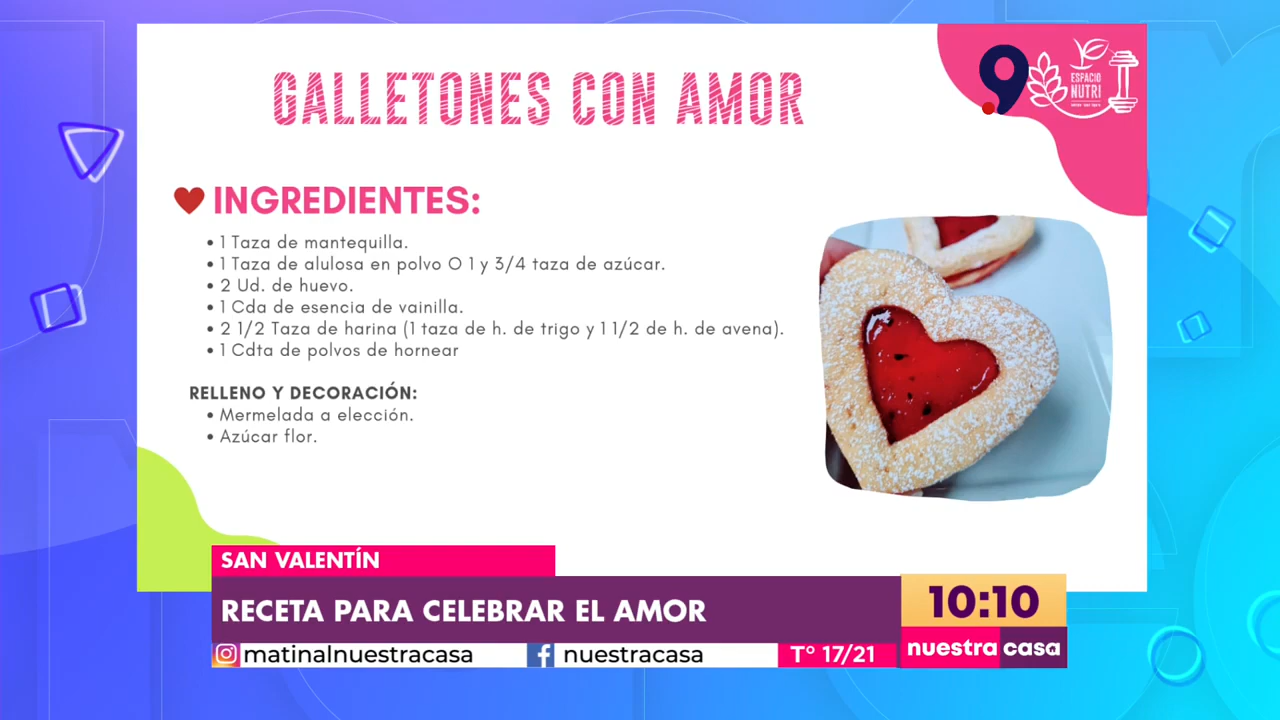 GALLETONES CON AMOR
9
ESPACIO
NUTRI
INGREDIENTES:
• 1 Taza de mantequilla.
• 1 Taza de alulosa en polvo O 1 y 3/4 taza de azúcar.
• 2 Ud. de huevo.
• 1 Cda de esencia de vainilla.
• 2 1/2 Taza de harina (1 taza de h. de trigo y 1 1/2 de h. de avena).
• 1 Cdta de polvos de hornear
RELLENO Y DECORACIÓN:
• Mermelada a elección.
• Azúcar flor.
SAN VALENTÍN
RECETA PARA CELEBRAR EL AMOR
10:10
matinalnuestracasa
nuestracasa
T° 17/21
nuestra casa